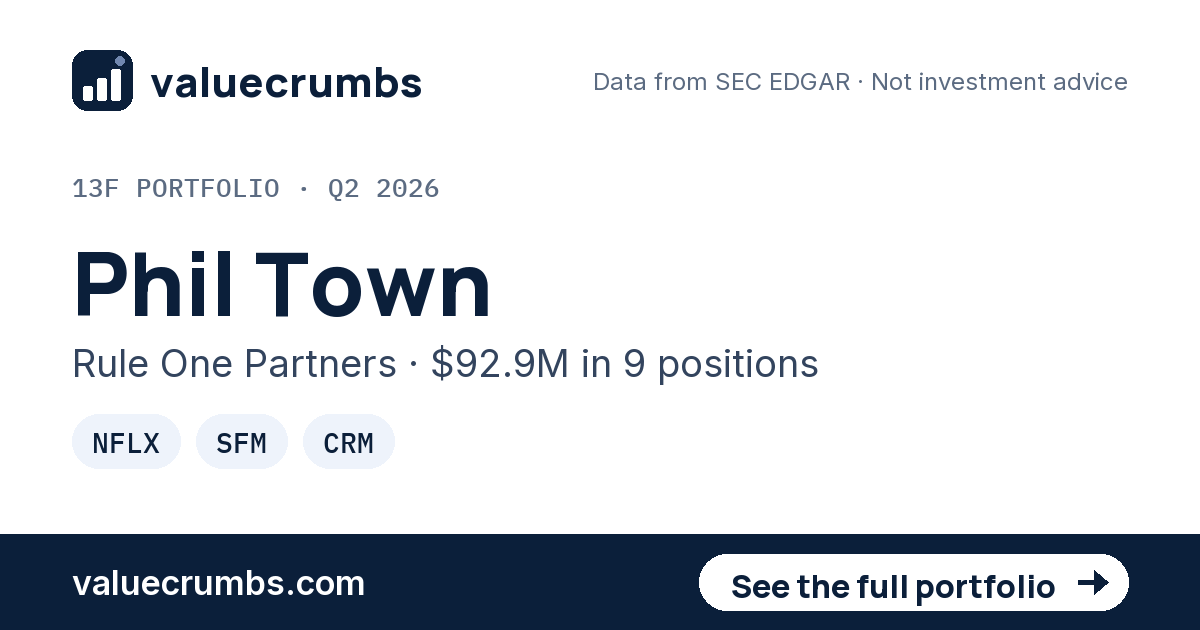 valuecrumbs
Data from SEC EDGAR · Not investment advice
13F PORTFOLIO · Q2 2026
Phil Town
Rule One Partners · $92.9M in 9 positions
NFLX SFM CRM
valuecrumbs.com
See the full portfolio →